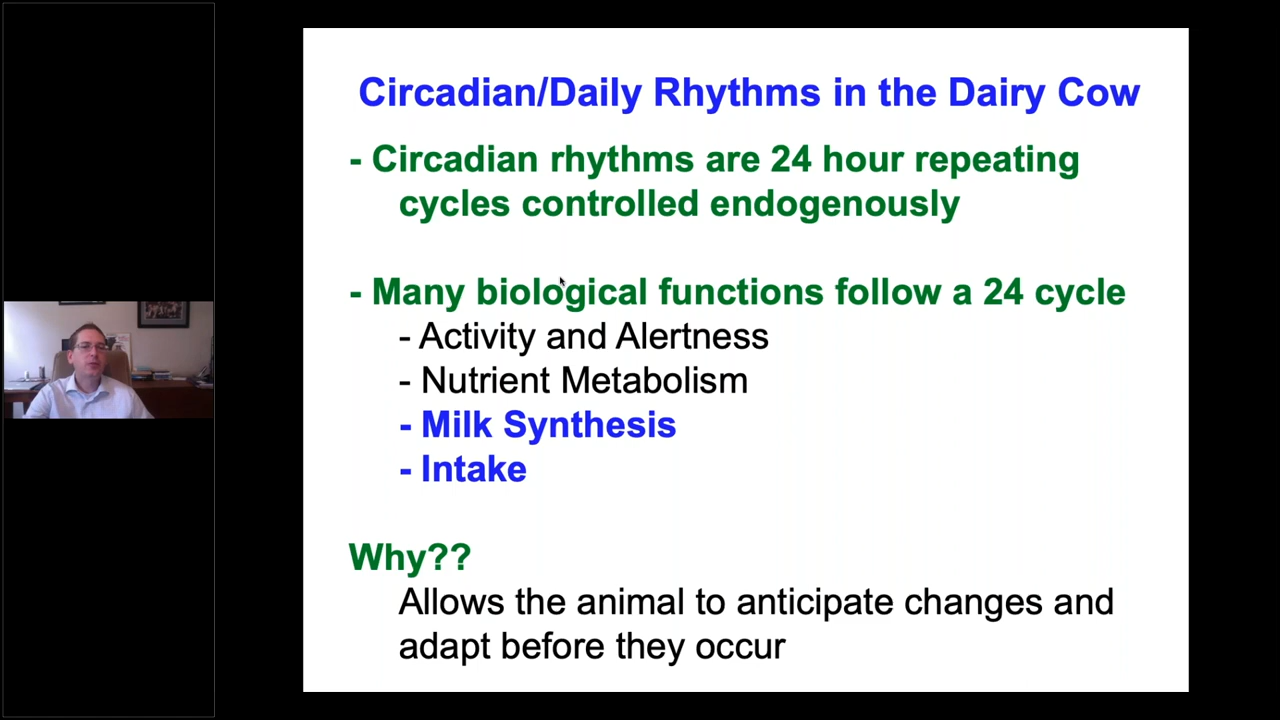 Circadian/Daily Rhythms in the Dairy Cow
- Circadian rhythms are 24 hour repeating
cycles controlled endogenously
- Many biological functions follow a 24 cycle
- Activity and Alertness
- Nutrient Metabolism
- Milk Synthesis
- Intake
Why??
Allows the animal to anticipate changes and
adapt before they occur